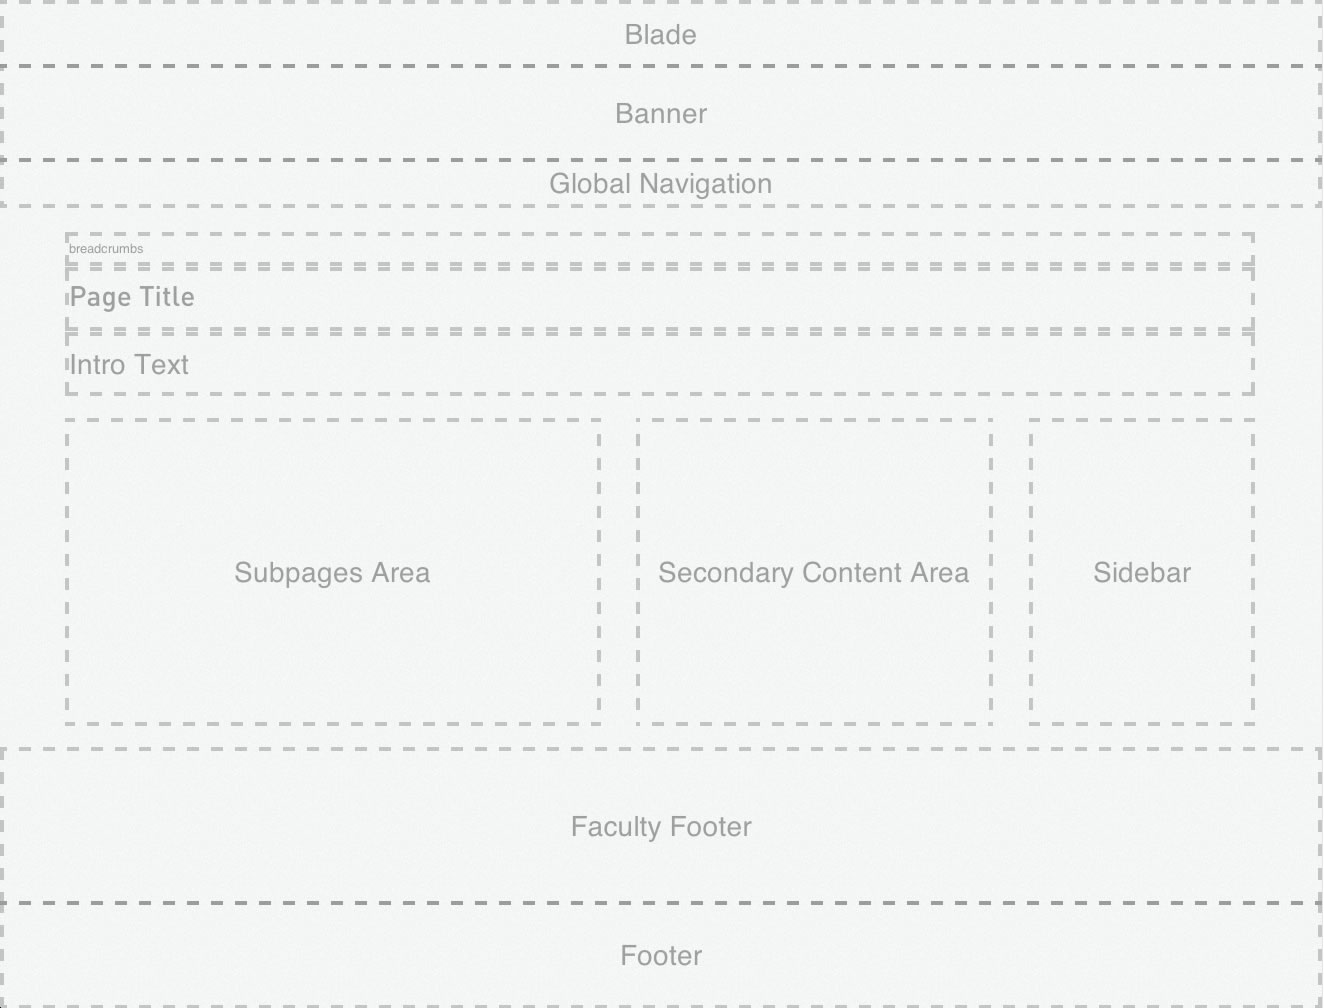 Blade
Banner
Global Navigation
breadcrumbs
Page Title
Intro Text
Subpages Area
Secondary Content Area
Sidebar
Faculty Footer
Footer